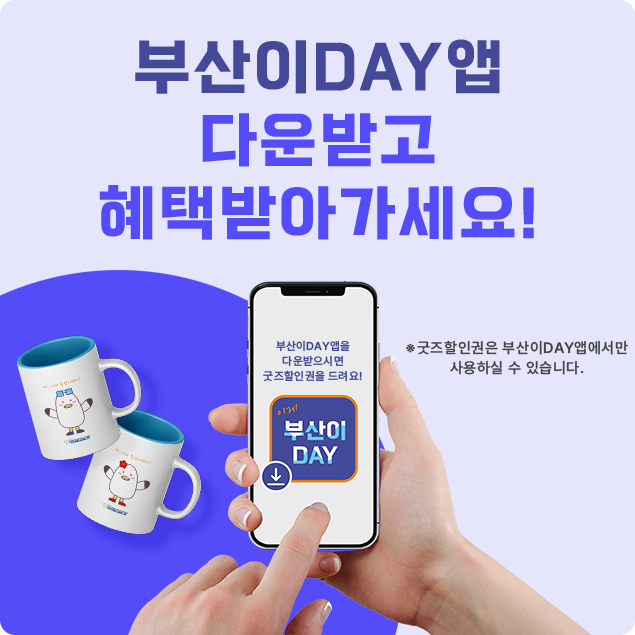 부산이DAY앱
다운받고
혜택받아가세요!
부산이DAY앱을
다운받으시면
굿즈할인권을 드려요!
이게!
부산이
DAY
※굿즈할인권은 부산이DAY앱에서만
사용하실 수 있습니다.